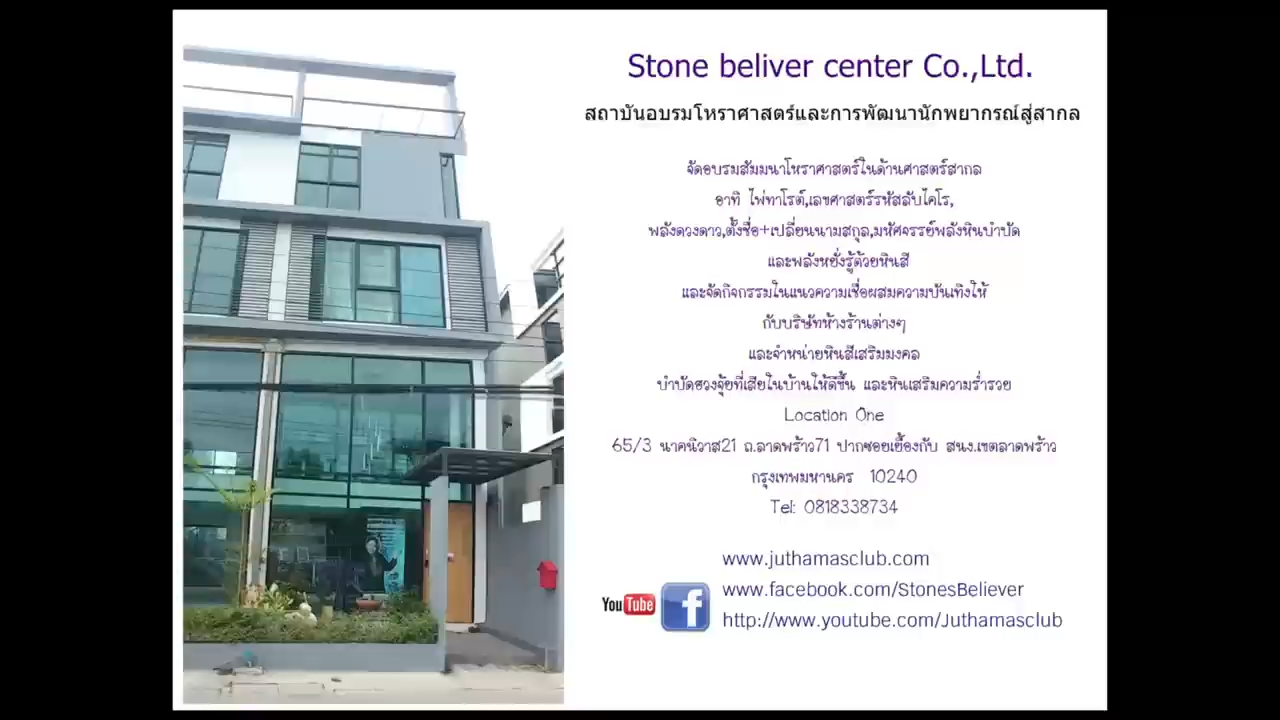 Stone beliver center Co.,Ltd.
สถาบันอบรมโหราศาสตร์และการพัฒนานักพยากรณ์สู่สากล
จัดอบรมสัมมนาโหราศาสตร์ในด้านศาสตร์สากล
อาทิ ไพ่ทาโรต์,เลขศาสตร์รหัสลับไคโร,
พลังดวงดาว,ตั้งชื่อ+เปลี่ยนนามสกุล,มหัศจรรย์พลังหินบำบัด
และพลังหยั่งรู้ด้วยหินสี
และจัดกิจกรรมในแนวความเชื่อผสมความบันเทิงให้
กับบริษัทห้างร้านต่างๆ
และจำหน่ายหินสีเสริมมงคล
บำบัดฮวงจุ้ยที่เสียในบ้านให้ดีขึ้น และหินเสริมความร่ำรวย
Location One
65/3 นาคนิวาส21 ถ.ลาดพร้าว71 ปากซอยเยื้องกับ สนง.เขตลาดพร้าว
กรุงเทพมหานคร 10240
Tel: 0818338734
www.juthamasclub.com
www.facebook.com/StonesBeliever
You Tube f
http://www.youtube.com/Juthamasclub